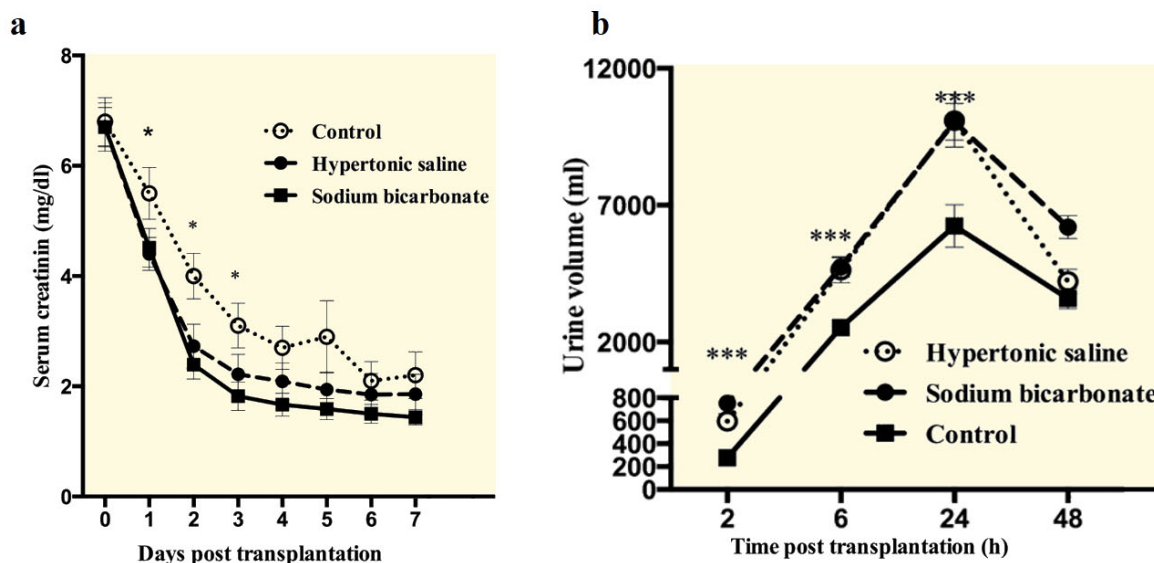 a
8
6
4
2
0
Serum creatinin (mg/dl)
*
*
*
Control
Hypertonic saline
Sodium bicarbonate
0 1 2 3 4 5 6 7
Days post transplantation
b
12000
7000
2000
800
600
400
200
0
Urine volume (ml)
***
***
***
Hypertonic saline
Sodium bicarbonate
Control
2 6 24 48
Time post transplantation (h)